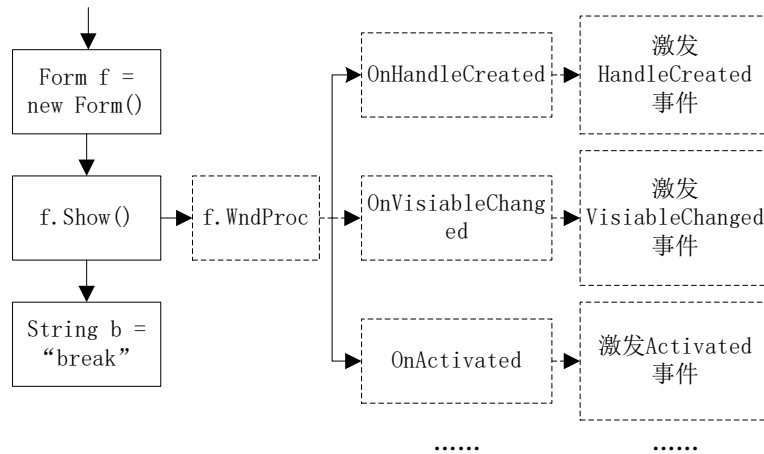 Form f =
new Form()
f.Show()
String b =
“break”
f.WndProc
OnHandleCreated
激发
HandleCreated
事件
OnVisiableChang
ed
激发
VisiableChanged
事件
OnActivated
激发Activated
事件
……
……